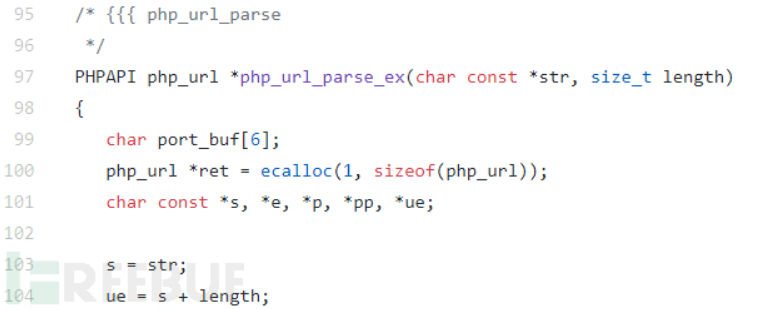 95 /* {{{ php_url_parse
96 */
97 PHPAPI php_url *php_url_parse_ex(char const *str, size_t length)
98 {
99 char port_buf[6];
100 php_url *ret = ecalloc(1, sizeof(php_url));
101 char const *s, *e, *p, *pp, *ue;
102
103 s = str;
104 ue = s + length;
FREEBUF